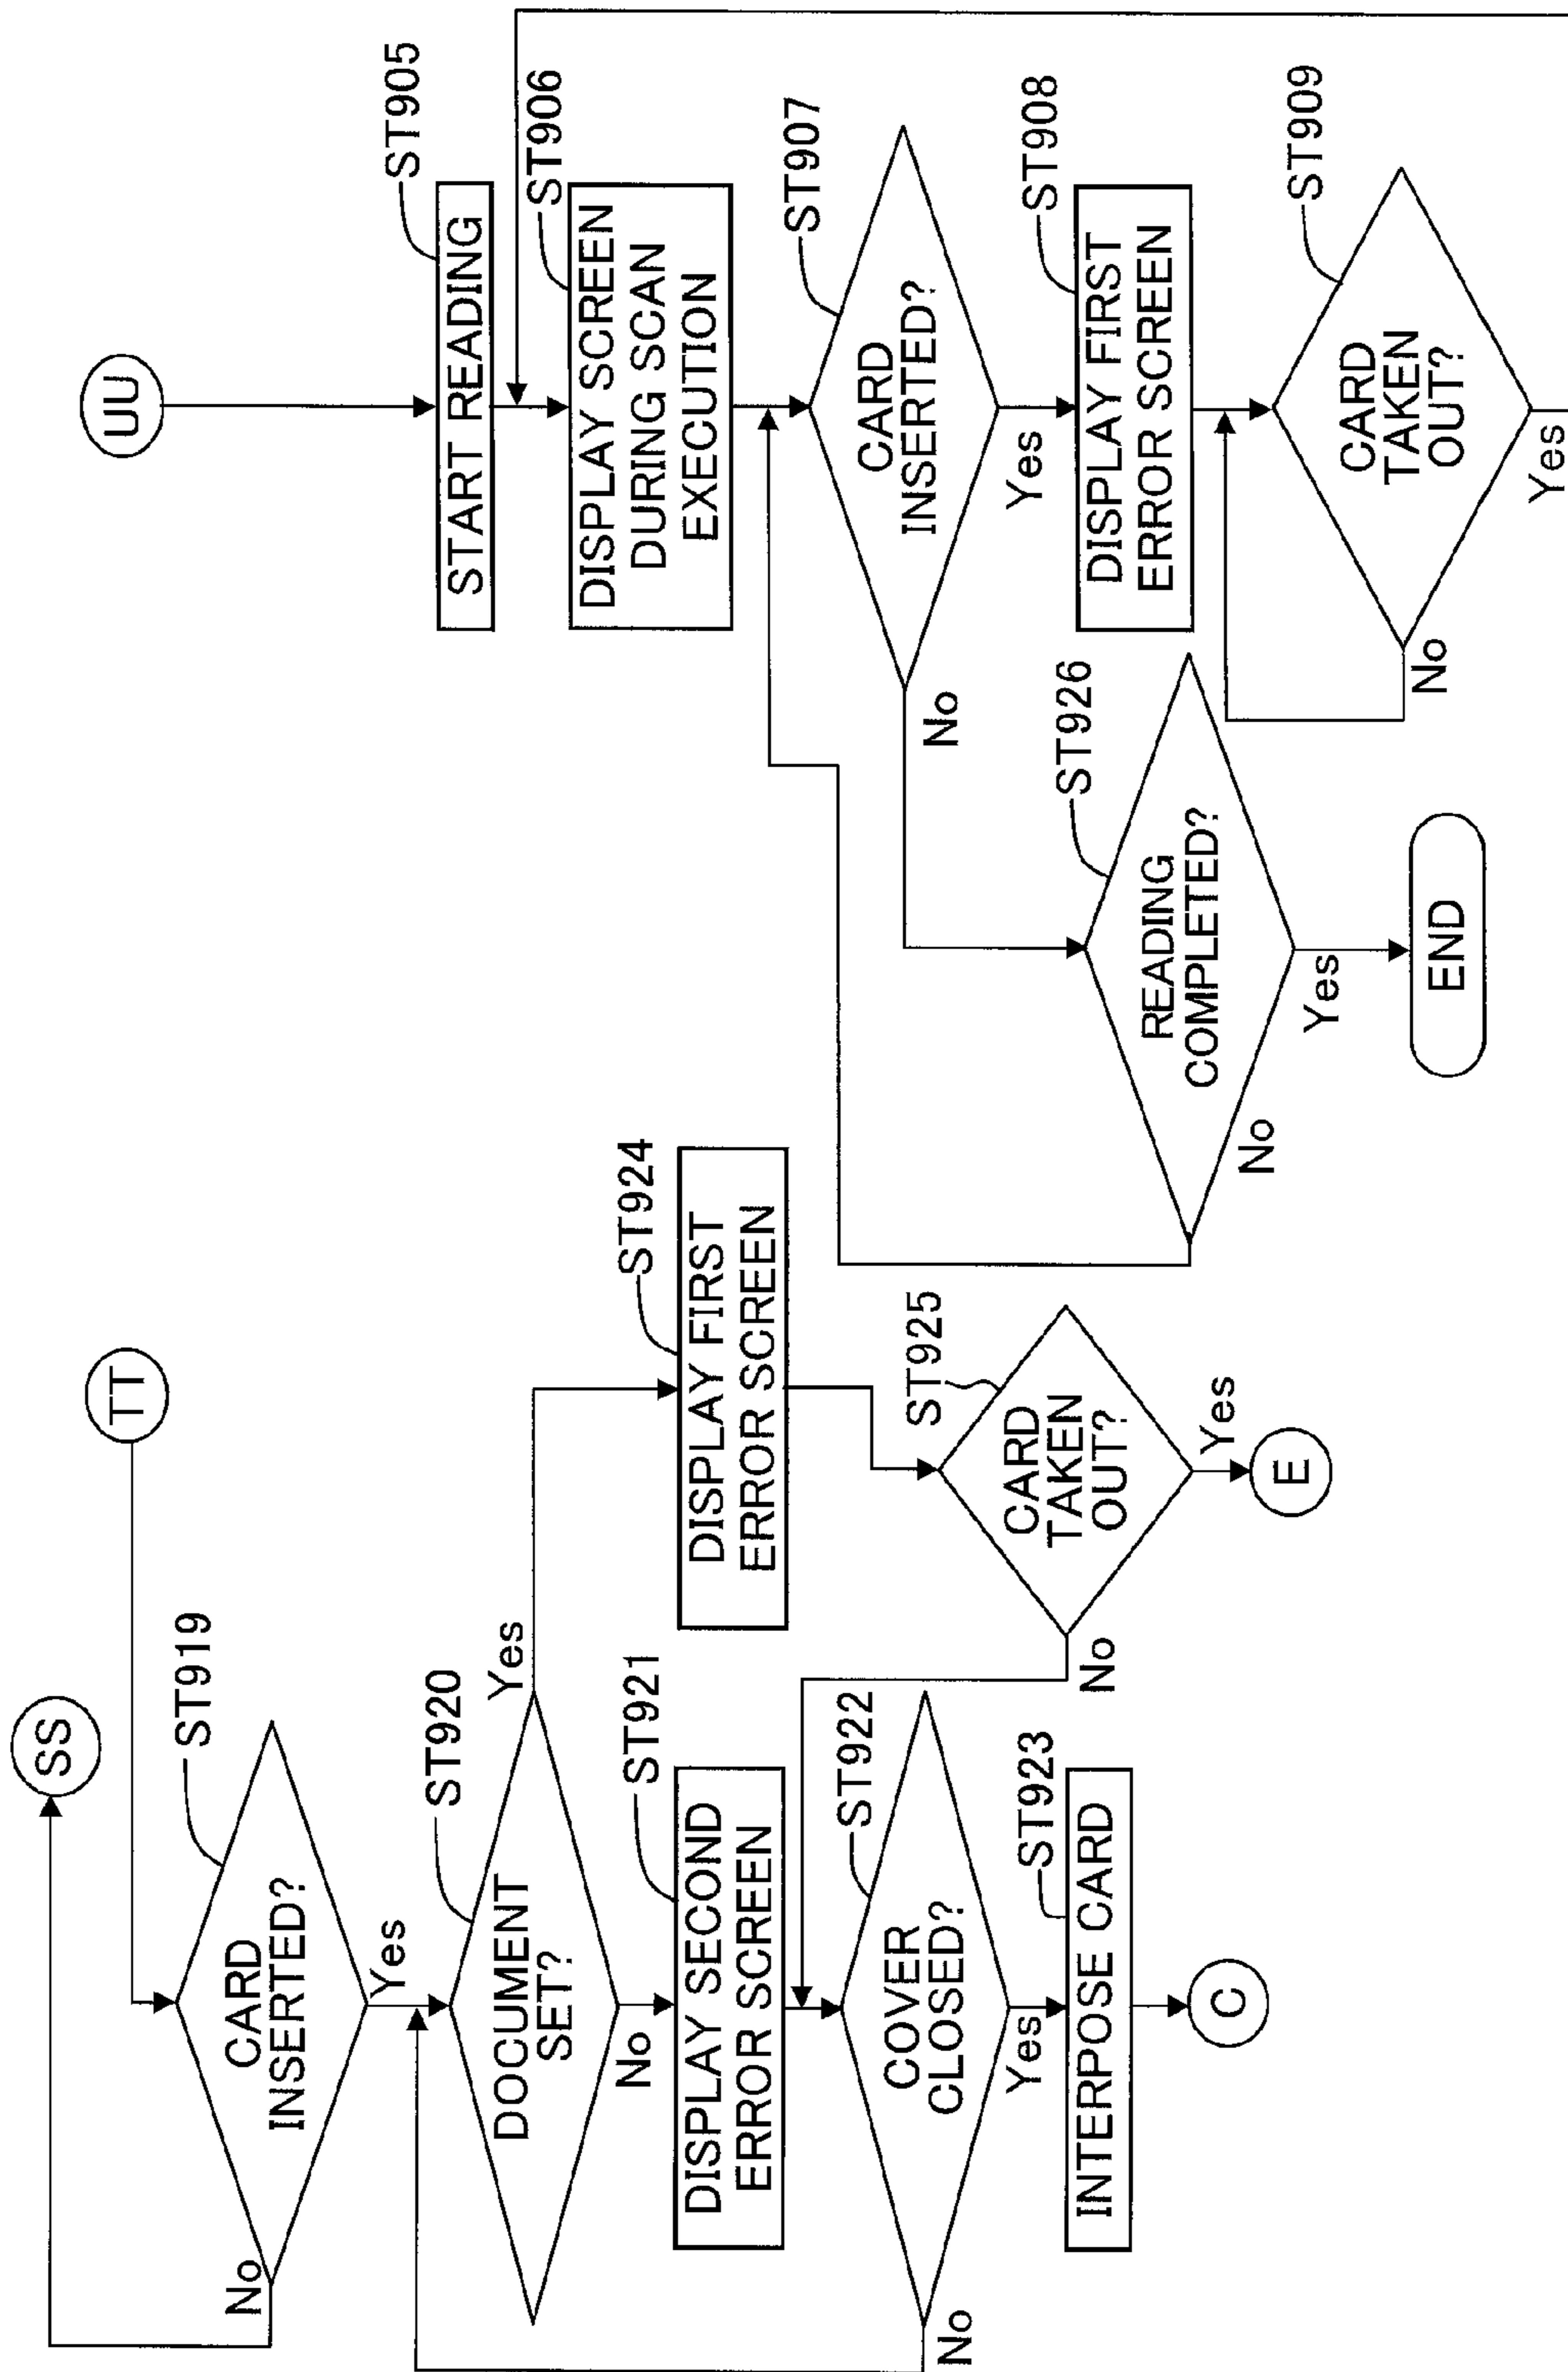 SS
TT
ST919
CARD
INSERTED?
No
Yes
ST920
DOCUMENT
SET?
Yes
No
ST921
DISPLAY SECOND
ERROR SCREEN
ST922
COVER
CLOSED?
No
Yes
ST923
INTERPOSE CARD
C
ST924
DISPLAY FIRST
ERROR SCREEN
ST925
CARD
TAKEN
OUT?
No
Yes
E
UU
ST905
START READING
ST906
DISPLAY SCREEN
DURING SCAN
EXECUTION
ST907
CARD
INSERTED?
No
Yes
ST908
DISPLAY FIRST
ERROR SCREEN
ST909
CARD
TAKEN
OUT?
No
Yes
ST926
READING
COMPLETED?
No
Yes
END